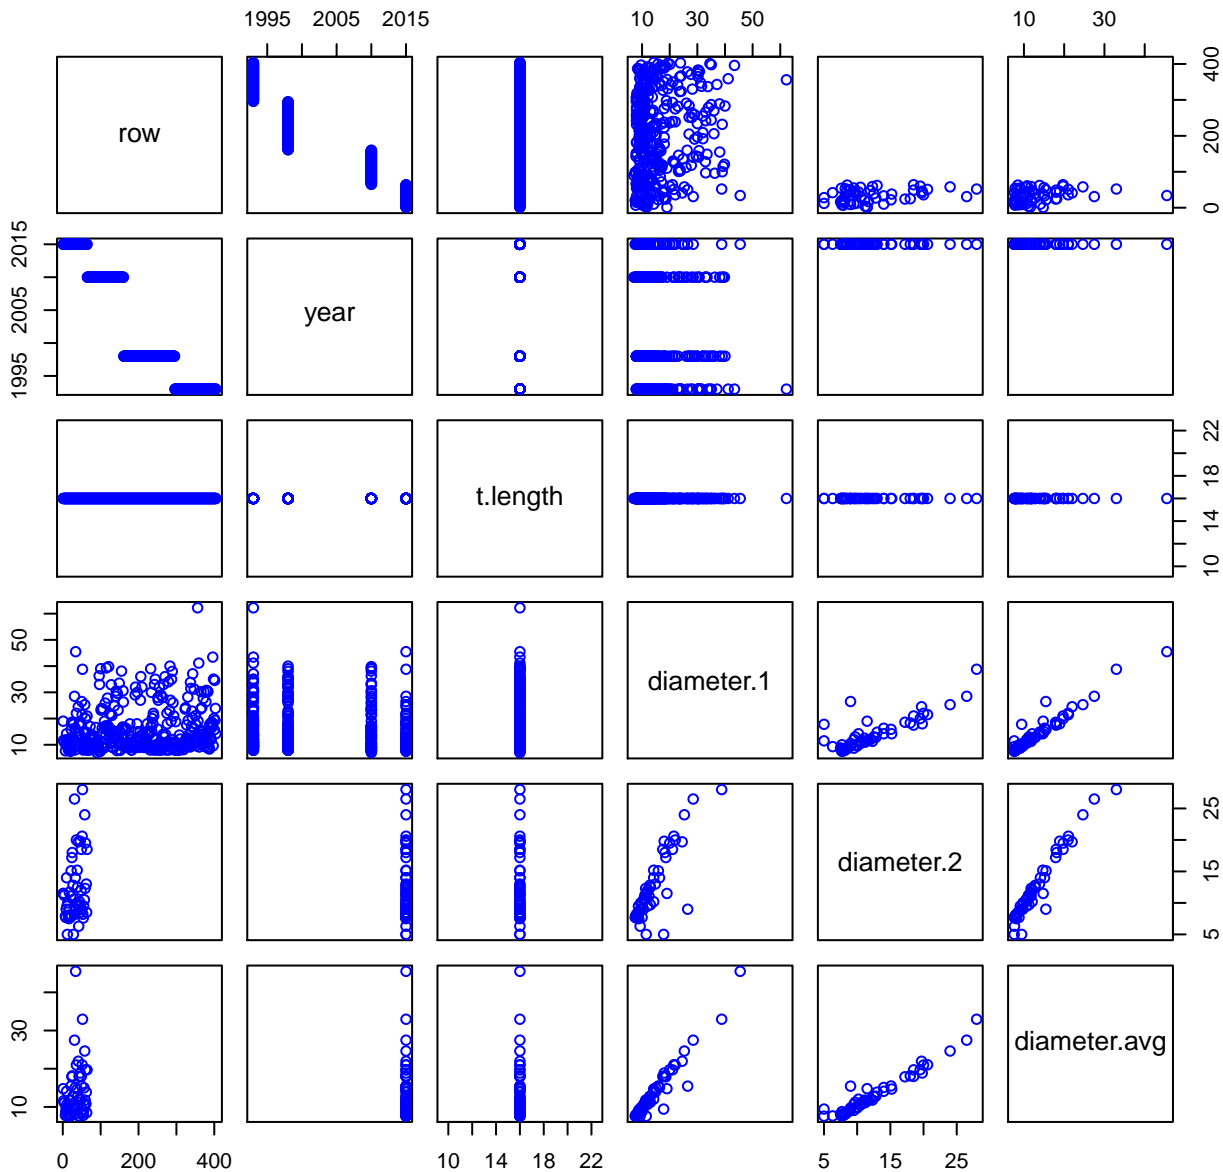 1995 2005 2015 10 30 50 10 30
row 0 200 400
1995 2005 2015 year
t.length 10 14 18 22
10 30 50 diameter.1
diameter.2 5 15 25
10 30 diameter.avg
0 200 400 10 14 18 22 5 15 25